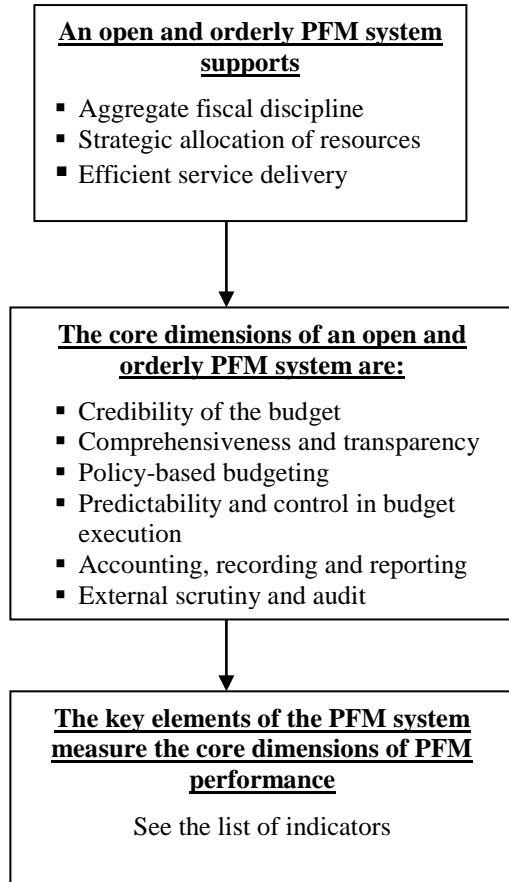 An open and orderly PFM system
supports
▪ Aggregate fiscal discipline
▪ Strategic allocation of resources
▪ Efficient service delivery
The core dimensions of an open and
orderly PFM system are:
▪ Credibility of the budget
▪ Comprehensiveness and transparency
▪ Policy-based budgeting
▪ Predictability and control in budget
execution
▪ Accounting, recording and reporting
▪ External scrutiny and audit
The key elements of the PFM system
measure the core dimensions of PFM
performance
See the list of indicators